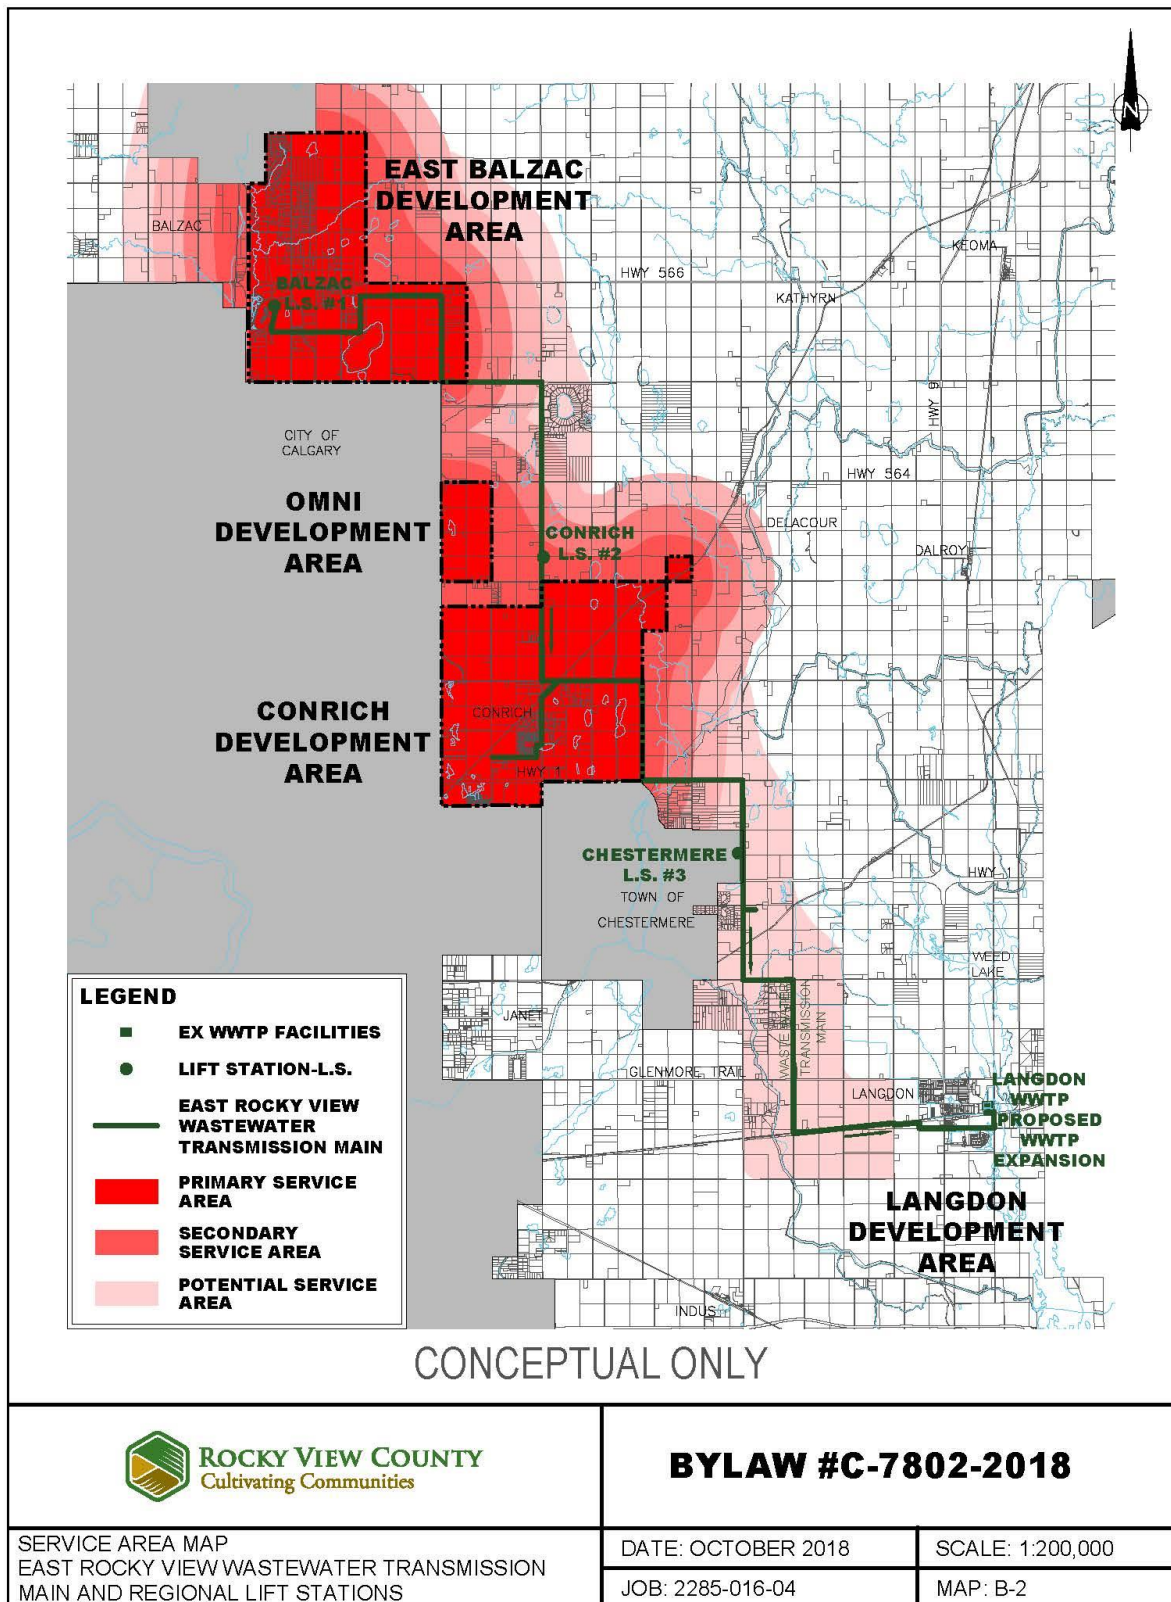 N
EAST BALZAC
DEVELOPMENT
AREA
BALZAC
HWY 566
KEOMA
KATHYRN
BALZAC
L.S. #1
HWY 9
CITY OF
CALGARY
HWY 564
OMNI
DEVELOPMENT
AREA
CONRICH
L.S. #2
DELACOUR
DALROY
CONRICH
DEVELOPMENT
AREA
CONRICH
HWY 1
CHESTERMERE
L.S. #3
TOWN OF
CHESTERMERE
HWY 1
WEED
LAKE
JANET
WASTE WATER
TRANSMISSION
MAIN
GLENMORE TRAIL
LANGDON
LANGDON
WWTP
PROPOSED
WWTP
EXPANSION
LANGDON
DEVELOPMENT
AREA
INDUS
LEGEND
EX WWTP FACILITIES
LIFT STATION-L.S.
EAST ROCKY VIEW
WASTEWATER
TRANSMISSION MAIN
PRIMARY SERVICE
AREA
SECONDARY
SERVICE AREA
POTENTIAL SERVICE
AREA
CONCEPTUAL ONLY
ROCKY VIEW COUNTY
Cultivating Communities
BYLAW #C-7802-2018
SERVICE AREA MAP
EAST ROCKY VIEW WASTEWATER TRANSMISSION
MAIN AND REGIONAL LIFT STATIONS
DATE: OCTOBER 2018
SCALE: 1:200,000
JOB: 2285-016-04
MAP: B-2